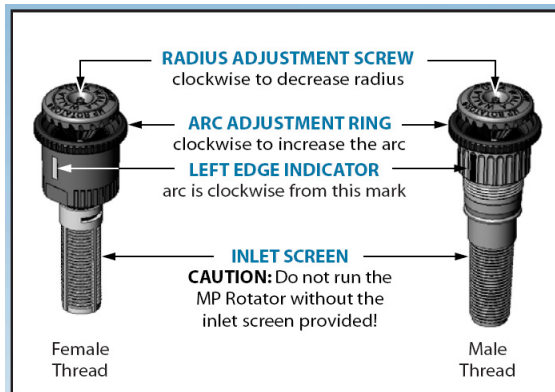 RADIUS ADJUSTMENT SCREW
clockwise to decrease radius
ARC ADJUSTMENT RING
clockwise to increase the arc
LEFT EDGE INDICATOR
arc is clockwise from this mark
INLET SCREEN
CAUTION: Do not run the
MP Rotator without the
inlet screen provided!
Female
Thread
Male
Thread